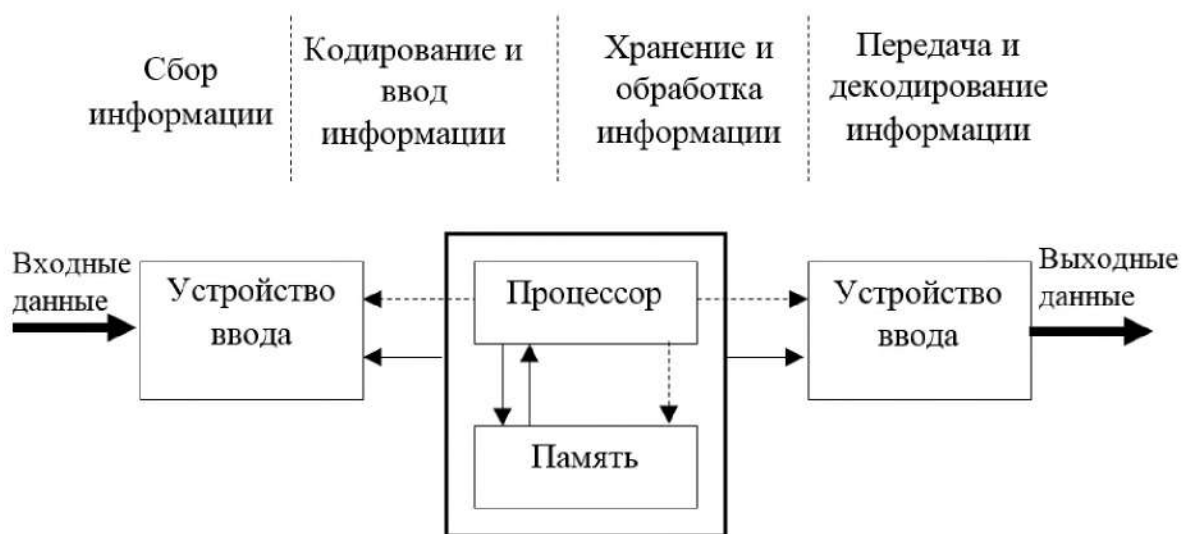 Сбор
информации
Кодирование и
ввод
информации
Хранение и
обработка
информации
Передача и
декодирование
информации
Входные
данные
Устройство
ввода
Процессор
Память
Устройство
ввода
Выходные
данные